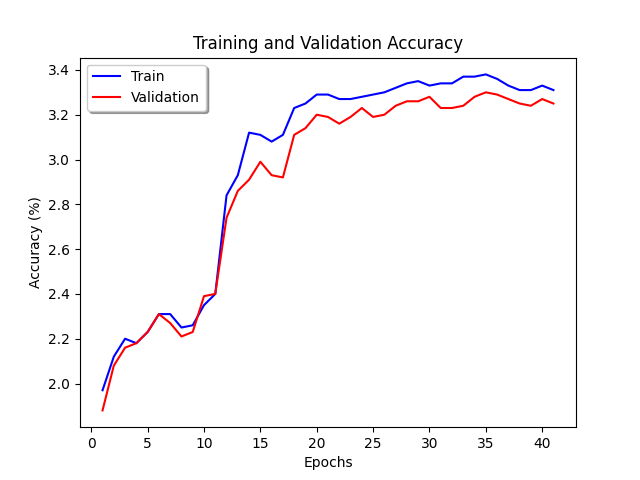 Training and Validation Accuracy
Train
Validation
3.4
3.2
3.0
2.8
2.6
2.4
2.2
2.0
Accuracy (%)
0 5 10 15 20 25 30 35 40
Epochs